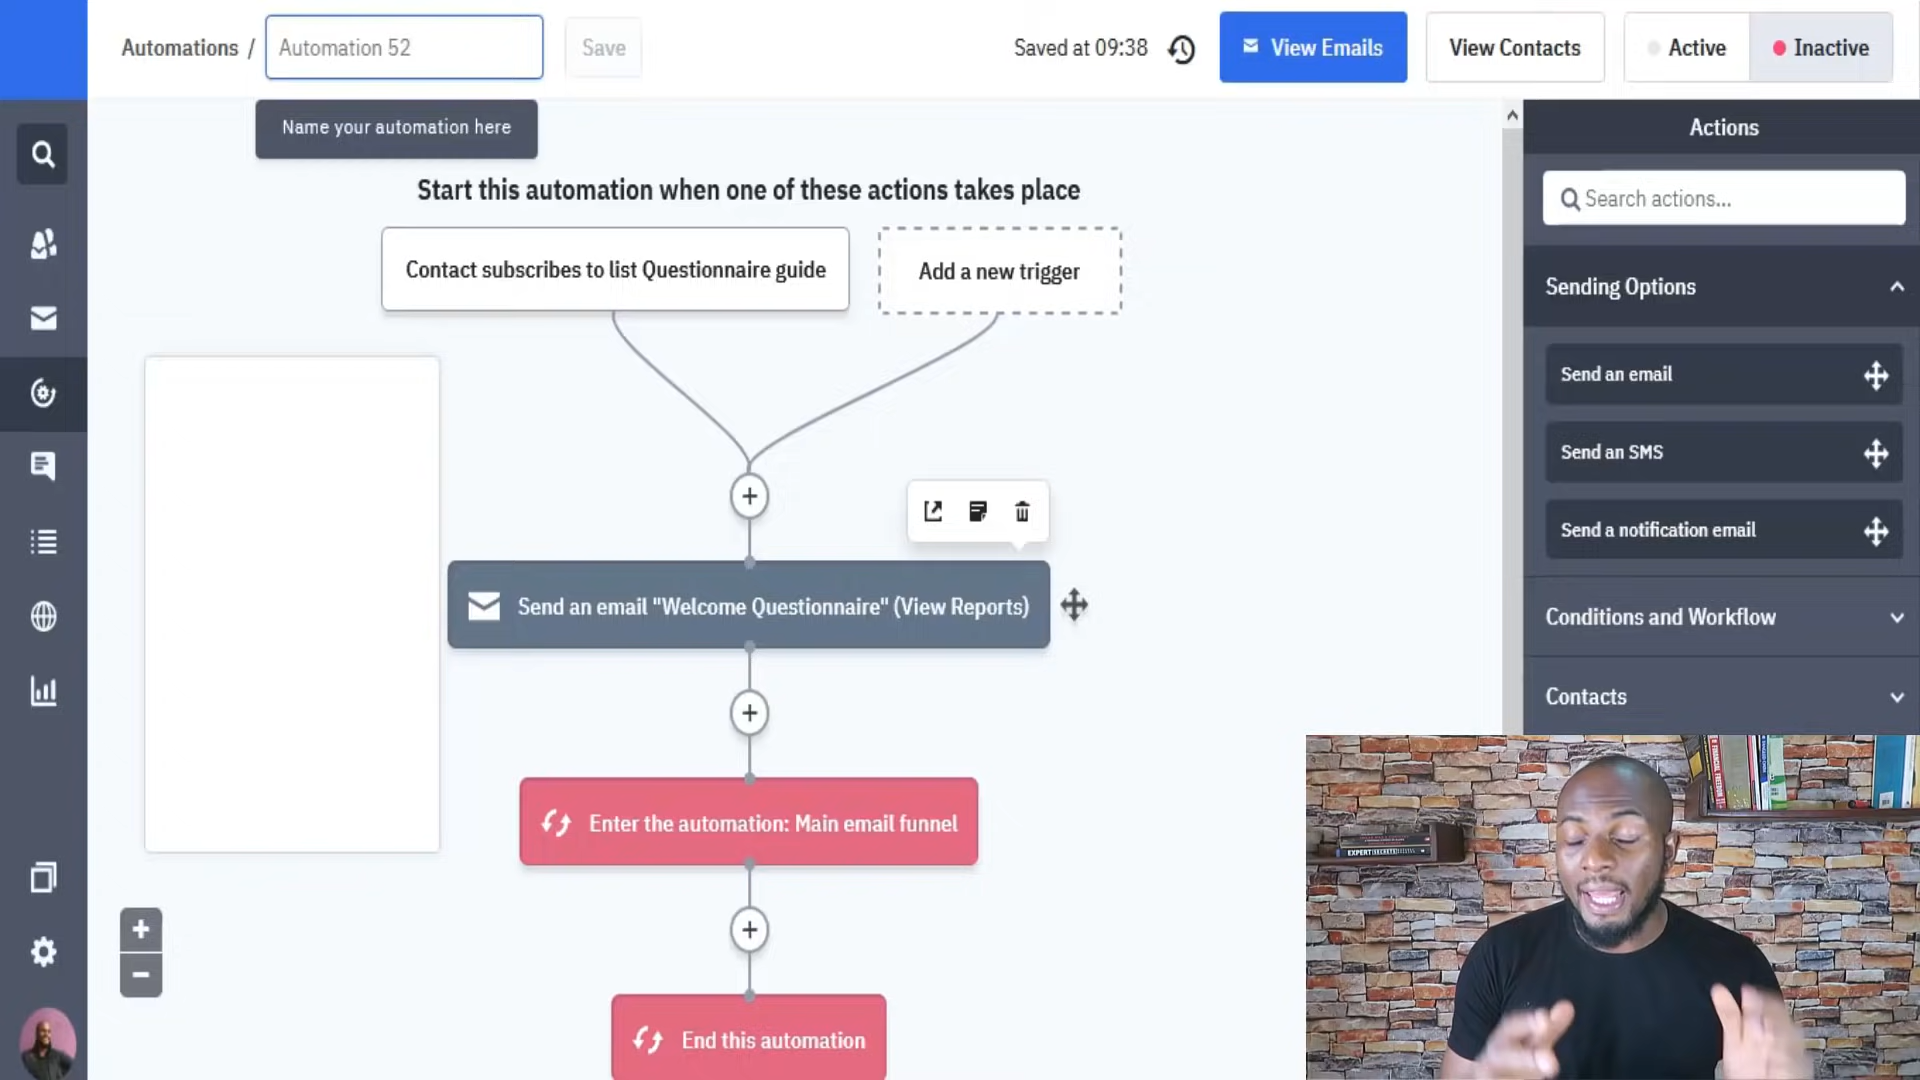 Automations / Automation 52 Save Saved at 09:38 View Emails View Contacts Active Inactive
Name your automation here
Actions
Start this automation when one of these actions takes place
Search actions...
Contact subscribes to list Questionnaire guide
Add a new trigger
Sending Options
Send an email
Send an SMS
Send a notification email
Send an email "Welcome Questionnaire" (View Reports)
Conditions and Workflow
Contacts
Enter the automation: Main email funnel
EXPERT SECRETS
End this automation